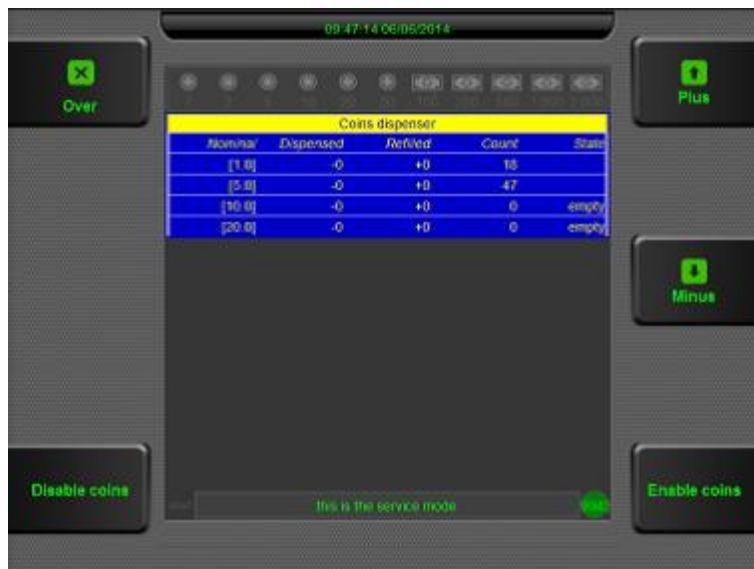 09:47:14 06/06/2014
Over
Plus
Coins dispenser
Nominal Dispensed Refilled Count State
[1.0] -0 +0 18
[5.0] -0 +0 47
[10.0] -0 +0 0 empty
[20.0] -0 +0 0 empty
Minus
Disable coins
Enable coins
this is the service mode